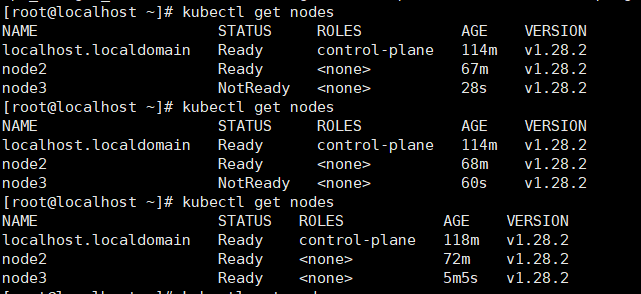 [root@localhost ~]# kubectl get nodes
NAME                    STATUS     ROLES           AGE    VERSION
localhost.localdomain   Ready      control-plane   114m   v1.28.2
node2                   Ready      <none>          67m    v1.28.2
node3                   NotReady   <none>          28s    v1.28.2
[root@localhost ~]# kubectl get nodes
NAME                    STATUS     ROLES           AGE    VERSION
localhost.localdomain   Ready      control-plane   114m   v1.28.2
node2                   Ready      <none>          68m    v1.28.2
node3                   NotReady   <none>          60s    v1.28.2
[root@localhost ~]# kubectl get nodes
NAME                    STATUS   ROLES           AGE    VERSION
localhost.localdomain   Ready    control-plane   118m   v1.28.2
node2                   Ready    <none>          72m    v1.28.2
node3                   Ready    <none>          5m5s   v1.28.2